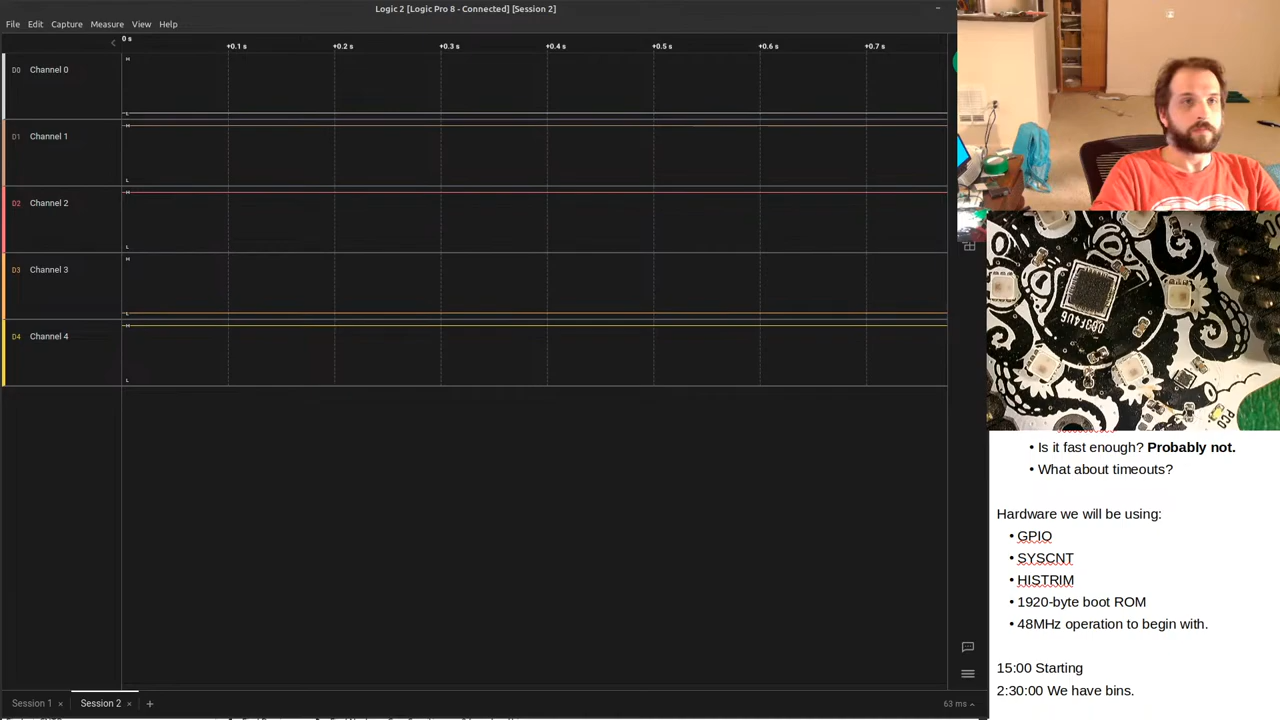 Logic 2 [Logic Pro 8 - Connected] [Session 2]
File Edit Capture Measure View Help
0 s
+0.1 s +0.2 s +0.3 s +0.4 s +0.5 s +0.6 s +0.7 s
D0 Channel 0
H
L
D1 Channel 1
H
L
D2 Channel 2
H
L
D3 Channel 3
H
L
D4 Channel 4
H
L
Session 1 Session 2
63 ms
• Is it fast enough? Probably not.
• What about timeouts?
Hardware we will be using:
• GPIO
• SYSCNT
• HISTRIM
• 1920-byte boot ROM
• 48MHz operation to begin with.
15:00 Starting
2:30:00 We have bins.
PC0